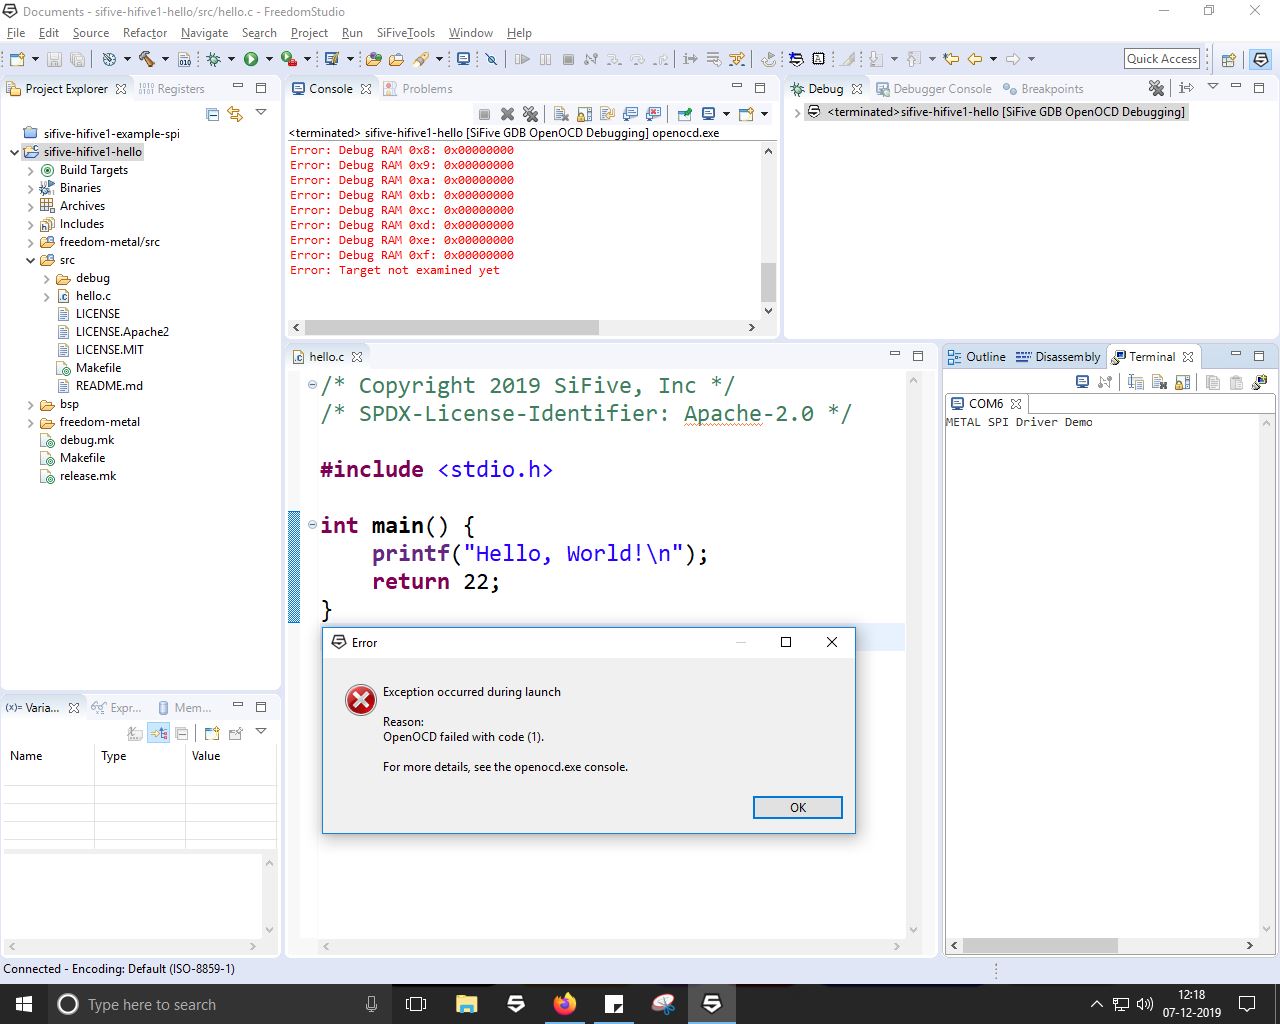 Documents - sifive-hifive1-hello/src/hello.c - FreedomStudio
File Edit Source Refactor Navigate Search Project Run SiFiveTools Window Help
Quick Access
Project Explorer
Registers
sifive-hifive1-example-spi
sifive-hifive1-hello
Build Targets
Binaries
Archives
Includes
freedom-metal/src
src
debug
hello.c
LICENSE
LICENSE.Apache2
LICENSE.MIT
Makefile
README.md
bsp
freedom-metal
debug.mk
Makefile
release.mk
Console
Problems
<terminated> sifive-hifive1-hello [SiFive GDB OpenOCD Debugging] openocd.exe
Error: Debug RAM 0x8: 0x00000000
Error: Debug RAM 0x9: 0x00000000
Error: Debug RAM 0xa: 0x00000000
Error: Debug RAM 0xb: 0x00000000
Error: Debug RAM 0xc: 0x00000000
Error: Debug RAM 0xd: 0x00000000
Error: Debug RAM 0xe: 0x00000000
Error: Debug RAM 0xf: 0x00000000
Error: Target not examined yet
Debug
Debugger Console
Breakpoints
<terminated>sifive-hifive1-hello [SiFive GDB OpenOCD Debugging]
hello.c
/* Copyright 2019 SiFive, Inc */
/* SPDX-License-Identifier: Apache-2.0 */
#include <stdio.h>
int main() {
printf("Hello, World!\n");
return 22;
}
Outline
Disassembly
Terminal
COM6
METAL SPI Driver Demo
(x)= Varia...
Expr...
Mem...
Name Type Value
Error
Exception occurred during launch
Reason:
OpenOCD failed with code (1).
For more details, see the openocd.exe console.
OK
Connected - Encoding: Default (ISO-8859-1)
Type here to search
12:18
07-12-2019